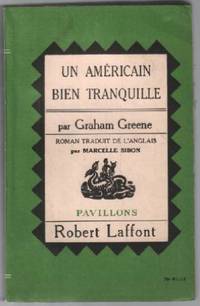 UN AMÉRICAIN
BIEN TRANQUILLE
par Graham Greene
ROMAN TRADUIT DE L'ANGLAIS
par MARCELLE SIBON
PAVILLONS
Robert Laffont